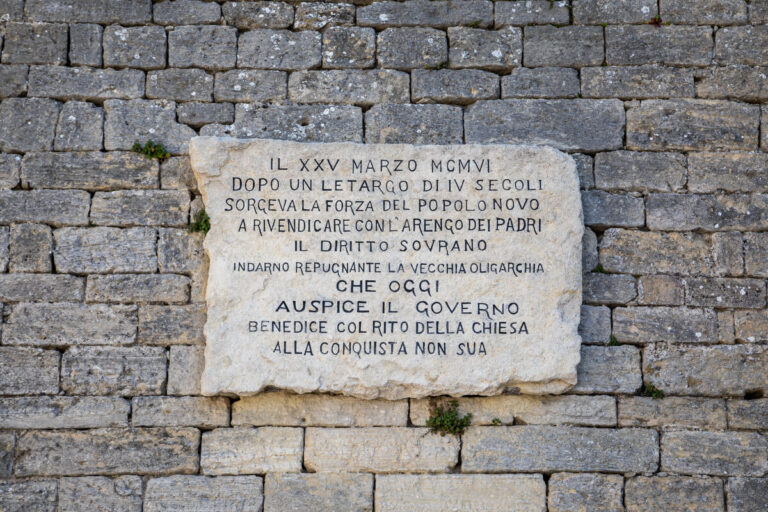 IL XXV MARZO MCMVI
DOPO UN LETARGO DI IV SECOLI
SORGEVA LA FORZA DEL POPOLO NOVO
A RIVENDICARE CON L'ARENGO DEI PADRI
IL DIRITTO SOVRANO
INDARNO REPUGNANTE LA VECCHIA OLIGARCHIA
CHE OGGI
AUSPICE IL GOVERNO
BENEDICE COL RITO DELLA CHIESA
ALLA CONQUISTA NON SUA